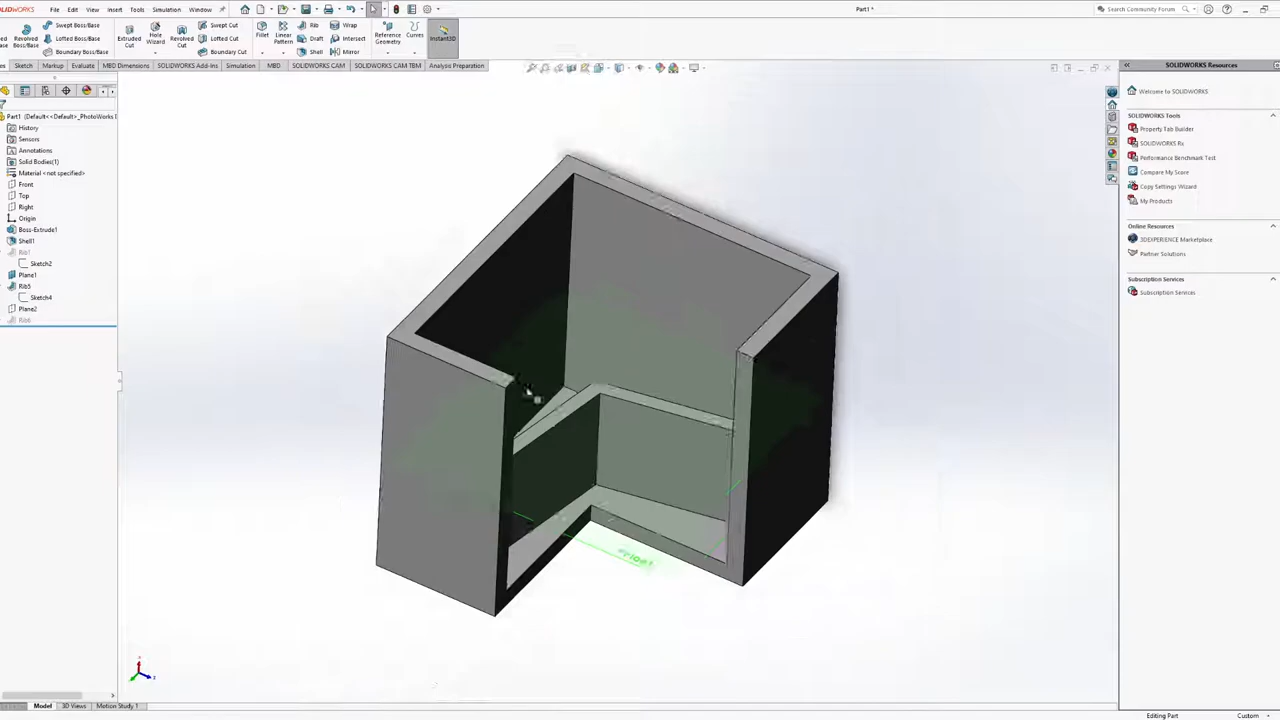 File Edit View Insert Tools Simulation Window
Part1 *
Search Community Forum
Revolved Boss/Base
Swept Boss/Base
Lofted Boss/Base
Boundary Boss/Base
Extruded Cut
Hole Wizard
Revolved Cut
Swept Cut
Lofted Cut
Boundary Cut
Fillet
Linear Pattern
Rib
Draft
Shell
Wrap
Intersect
Mirror
Reference Geometry
Curves
Instant3D
Sketch Markup Evaluate MBD Dimensions SOLIDWORKS Add-Ins Simulation MBD SOLIDWORKS CAM SOLIDWORKS CAM TBM Analysis Preparation
Part1 (Default<<Default>_PhotoWorks D
History
Sensors
Annotations
Solid Bodies(1)
Material <not specified>
Front
Top
Right
Origin
Boss-Extrude1
Shell1
Rib1
Sketch2
Plane1
Rib5
Sketch4
Plane2
Rib6
SOLIDWORKS Resources
Welcome to SOLIDWORKS
SOLIDWORKS Tools
Property Tab Builder
SOLIDWORKS Rx
Performance Benchmark Test
Compare My Score
Copy Settings Wizard
My Products
Online Resources
3DEXPERIENCE Marketplace
Partner Solutions
Subscription Services
Subscription Services
Model 3D Views Motion Study 1
Editing Part Custom